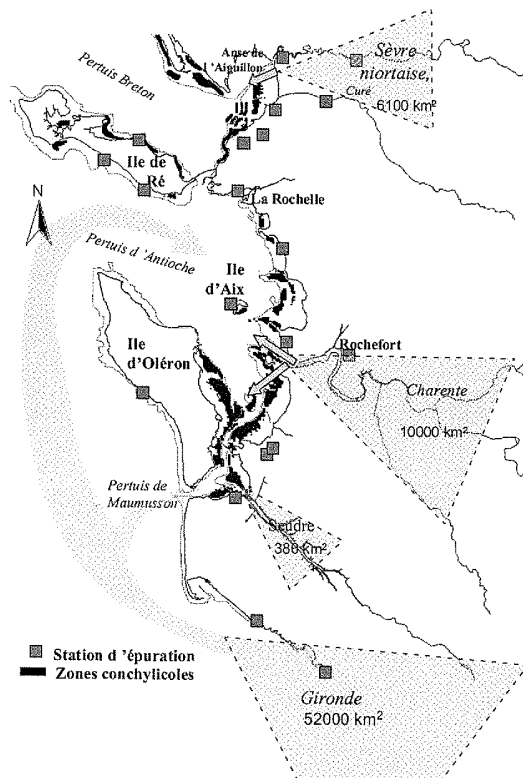 Anse de
l 'Aiguillon
Sèvre
niortaise,
Curé
6100 km²
Pertuis Breton
Ile de
Ré
La Rochelle
N
Pertuis d 'Antioche
Ile
d'Aix
Rochefort
Ile
d'Oléron
Charente
10000 km²
Pertuis de
Maumusson
Seudre
386 km²
Station d 'épuration
Zones conchylicoles
Gironde
52000 km²